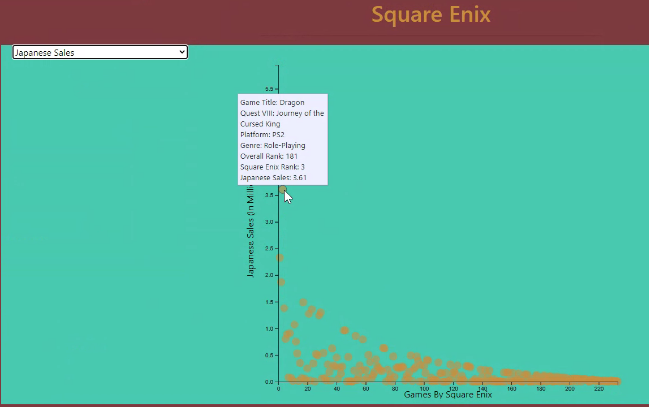 Square Enix
Japanese Sales
Game Title: Dragon
Quest VIII: Journey of the
Cursed King
Platform: PS2
Genre: Role-Playing
Overall Rank: 181
Square Enix Rank: 3
Japanese Sales: 3.61
Japanese Sales (In Milli
5.5
3.5
3.0
2.5
2.0
1.5
1.0
0.5
0.0
0 20 40 60 80 100 120 140 160 180 200 220
Games By Square Enix